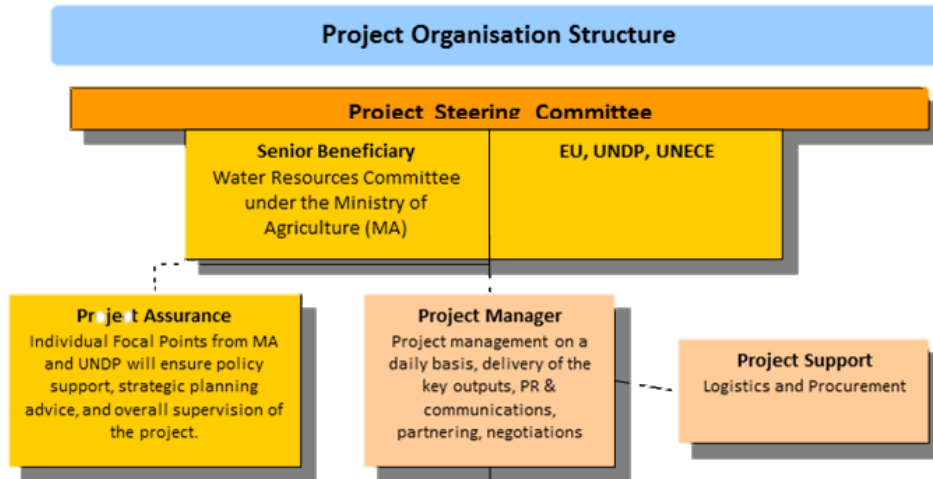 Project Organisation Structure
Project Steering Committee
Senior Beneficiary
Water Resources Committee
under the Ministry of
Agriculture (MA)
EU, UNDP, UNECE
Project Assurance
Individual Focal Points from MA
and UNDP will ensure policy
support, strategic planning
advice, and overall supervision of
the project.
Project Manager
Project management on a
daily basis, delivery of the
key outputs, PR &
communications,
partnering, negotiations
Project Support
Logistics and Procurement